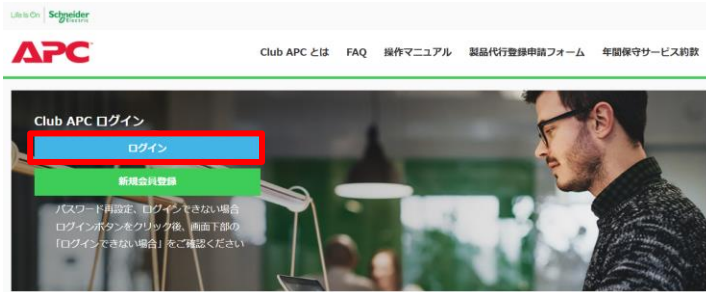 Life Is On Schneider Electric
APC
Club APC とは FAQ 操作マニュアル 製品代行登録申請フォーム 年間保守サービス約款
Club APC ログイン
ログイン
新規会員登録
パスワード再設定、ログインできない場合
ログインボタンをクリック後、画面下部の
「ログインできない場合」をご確認ください